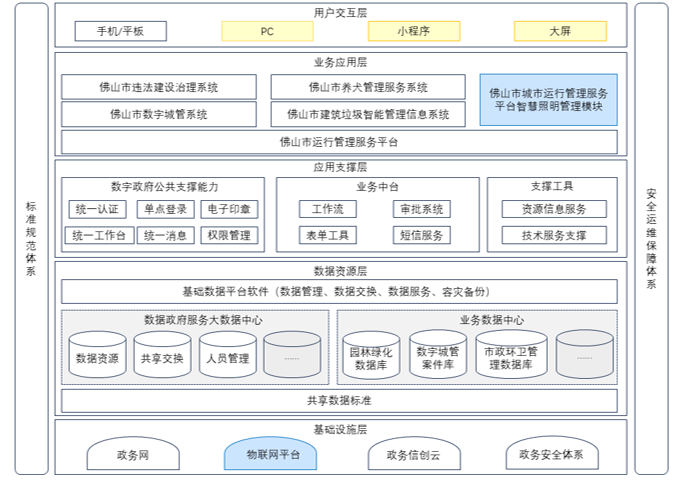 用户交互层
手机/平板
PC
小程序
大屏
业务应用层
佛山市违法建设治理系统
佛山市养犬管理服务系统
佛山市城市运行管理服务
平台智慧照明管理模块
佛山市数字城管系统
佛山市建筑垃圾智能管理信息系统
佛山市运行管理服务平台
应用支撑层
数字政府公共支撑能力
统一认证
单点登录
电子印章
统一工作台
统一消息
权限管理
业务中台
工作流
审批系统
表单工具
短信服务
支撑工具
资源信息服务
技术服务支撑
数据资源层
基础数据平台软件（数据管理、数据交换、数据服务、容灾备份）
数据政府服务大数据中心
数据资源
共享交换
人员管理
......
业务数据中心
园林绿化
数据库
数字城管
案件库
市政环卫管
理数据库
......
共享数据标准
基础设施层
政务网
物联网平台
政务信创云
政务安全体系
标准规范体系
安全运维保障体系